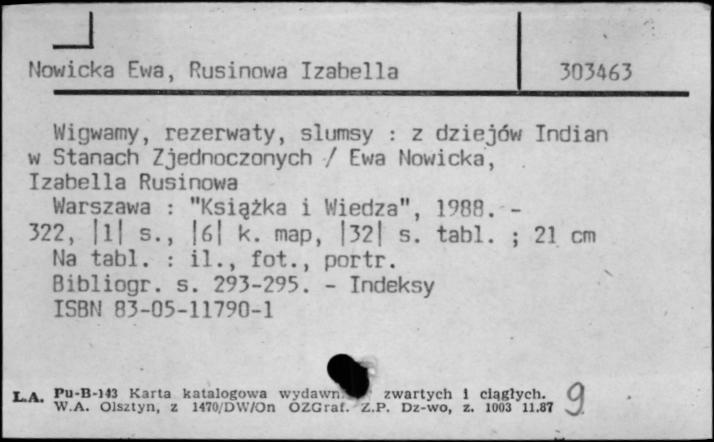 Nowicka Ewa, Rusinowa Izabella 303463
Wigwamy, rezerwaty, slumsy : z dziejów Indian
w Stanach Zjednoczonych / Ewa Nowicka,
Izabella Rusinowa
Warszawa : "Książka i Wiedza", 1988. -
322, |1| s., |6| k. map, |32| s. tabl. ; 21 cm
Na tabl. : il., fot., portr.
Bibliogr. s. 293-295. - Indeksy
ISBN 83-05-11790-1
L.A. Pu-B-143 Karta katalogowa wydawn. zwartych i ciągłych. 9
W.A. Olsztyn, z 1470/DW/On OZGraf. Z.P. Dz-wo, z. 1003 11.87